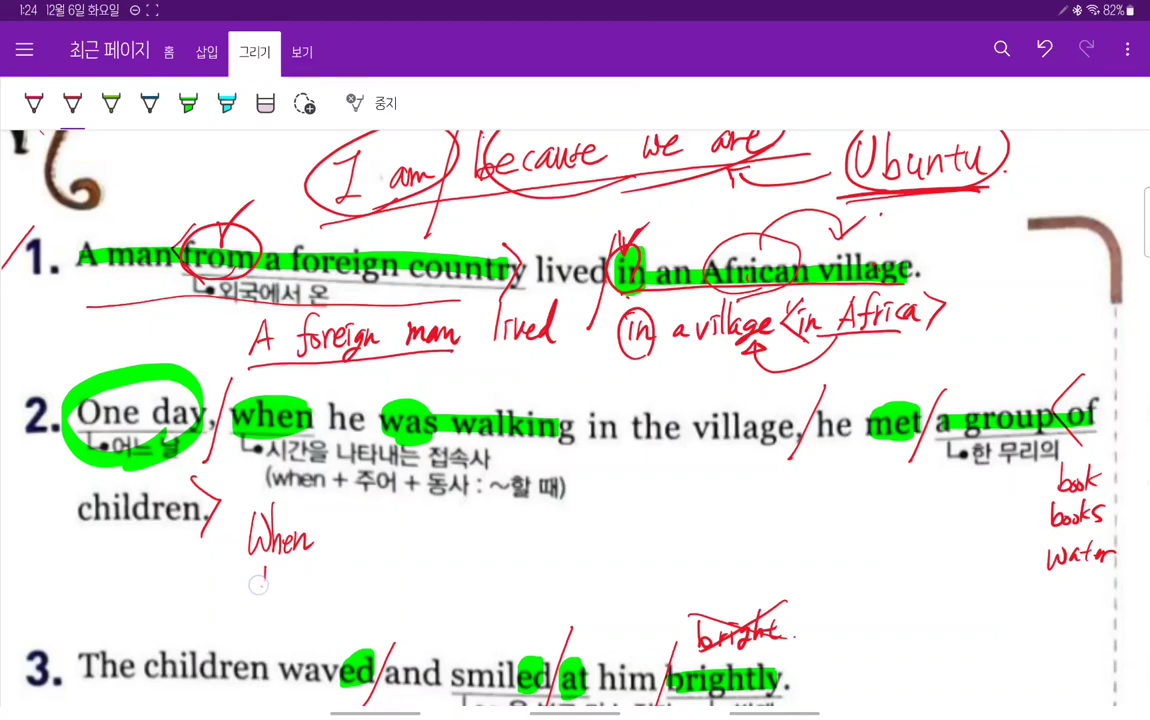 1:24 12월 6일 화요일 82%
최근 페이지 홈 삽입 그리기 보기
중지
I am because we are Ubuntu
1. A man from a foreign country lived in an African village.
외국에서 온
A foreign man lived in a village <in Africa>
2. One day, when he was walking in the village, he met a group of
어느 날 시간을 나타내는 접속사 한 무리의
(when + 주어 + 동사 : ~할 때)
book
children.
books
When
water
bright.
3. The children waved and smiled at him brightly.